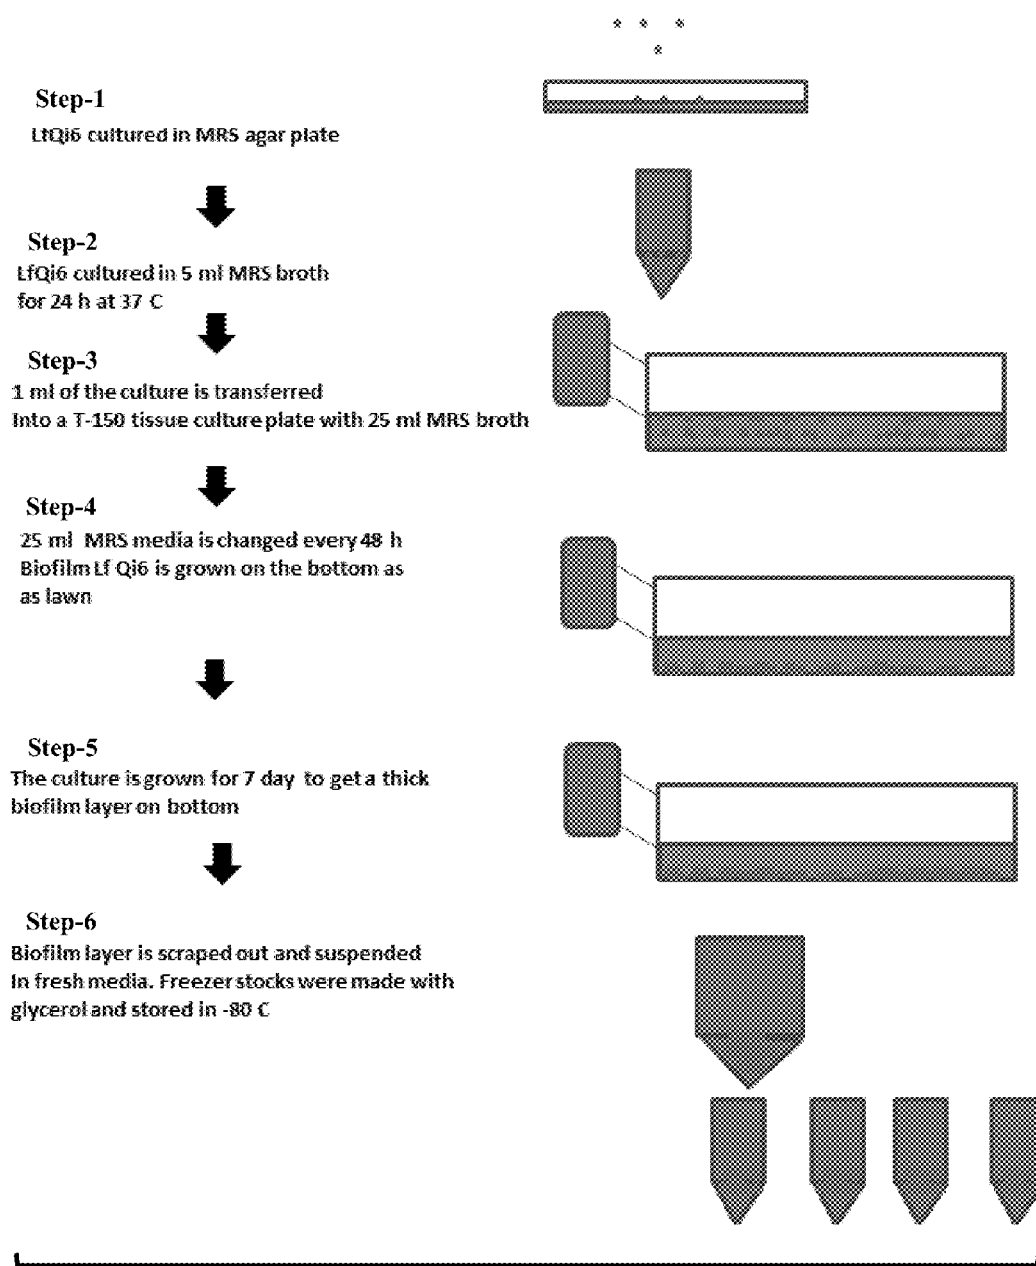 Step-1
LfQi6 cultured in MRS agar plate
Step-2
LfQi6 cultured in 5 ml MRS broth
for 24 h at 37 C
Step-3
1 ml of the culture is transferred
Into a T-150 tissue culture plate with 25 ml MRS broth
Step-4
25 ml MRS media is changed every 48 h
Biofilm Lf Qi6 is grown on the bottom as
as lawn
Step-5
The culture is grown for 7 day to get a thick
biofilm layer on bottom
Step-6
Biofilm layer is scraped out and suspended
In fresh media. Freezer stocks were made with
glycerol and stored in -80 C